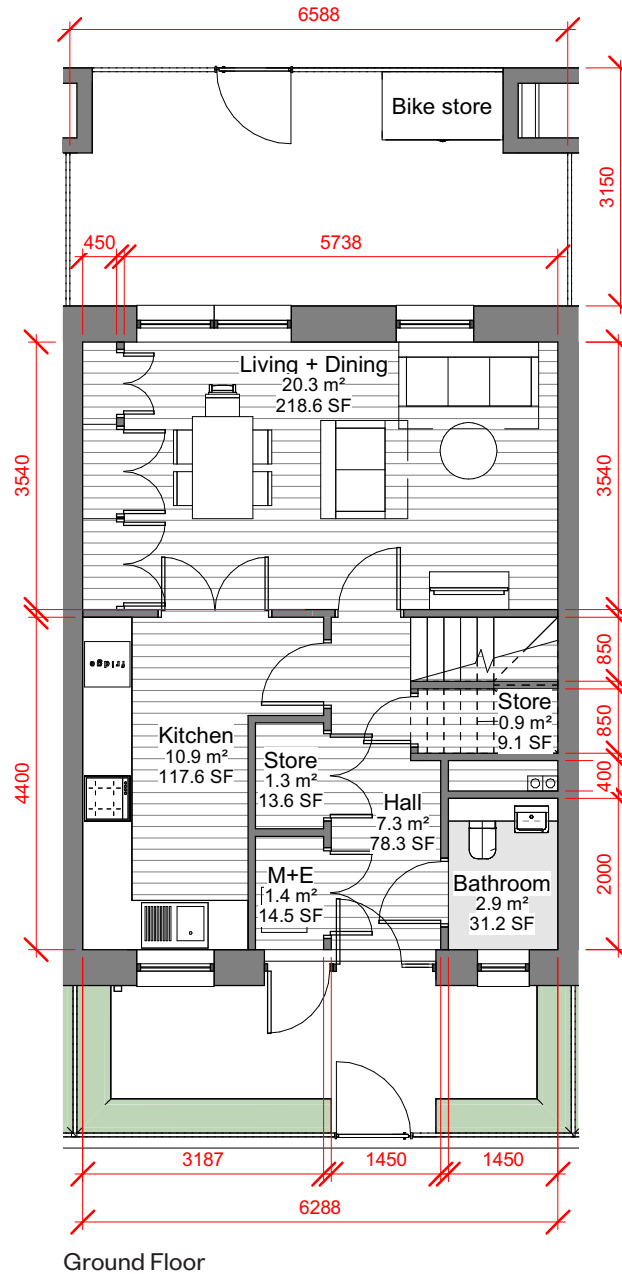 6588
Bike store
3150
450
5738
Living + Dining
20.3 m²
218.6 SF
3540
3540
fridge
850
Store
0.9 m²
9.1 SF
850
Kitchen
10.9 m²
117.6 SF
Store
1.3 m²
13.6 SF
400
4400
Hall
7.3 m²
78.3 SF
M+E
1.4 m²
14.5 SF
Bathroom
2.9 m²
31.2 SF
2000
3187
1450
1450
6288
Ground Floor